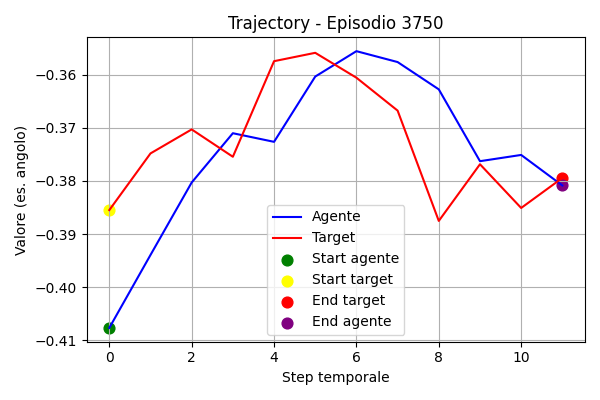 Trajectory - Episodio 3750
Valore (es. angolo)
−0.36
−0.37
−0.38
−0.39
−0.40
−0.41
Agente
Target
Start agente
Start target
End target
End agente
0 2 4 6 8 10
Step temporale